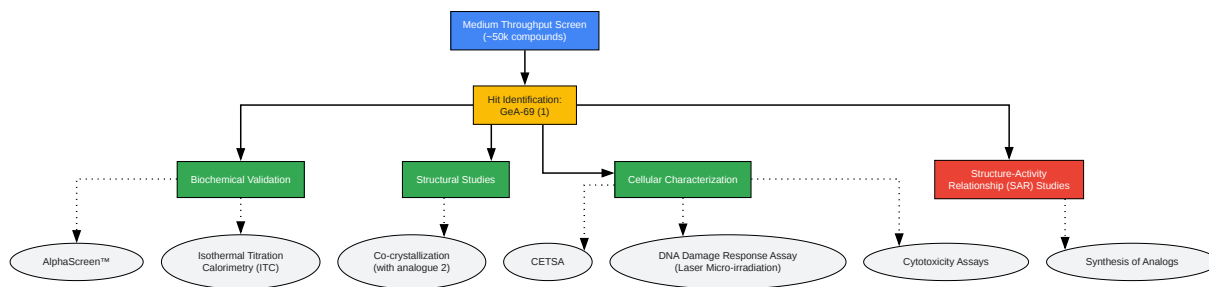 Medium Throughput Screen
(~50k compounds)
Hit Identification:
GeA-69 (1)
Biochemical Validation
Structural Studies
Cellular Characterization
Structure-Activity
Relationship (SAR) Studies
AlphaScreen™
Isothermal Titration
Calorimetry (ITC)
Co-crystallization
(with analogue 2)
CETSA
DNA Damage Response Assay
(Laser Micro-irradiation)
Cytotoxicity Assays
Synthesis of Analogs